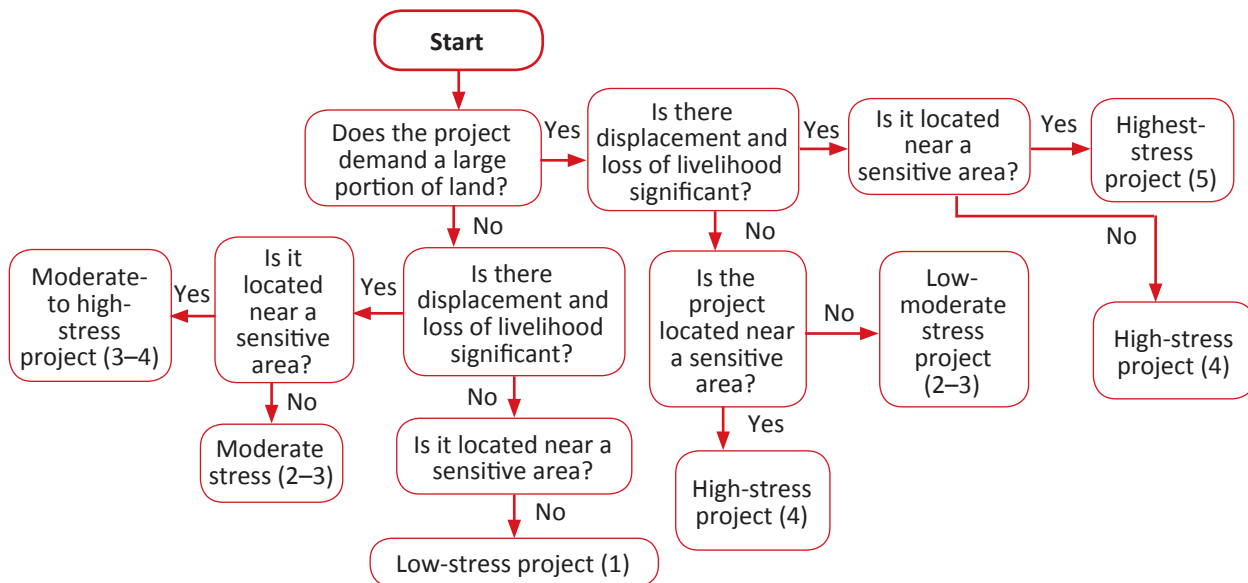 Start
Does the project
demand a large
portion of land?
Yes
Is there
displacement and
loss of livelihood
significant?
Yes
Is it located
near a
sensitive area?
Yes
Highest-
stress
project (5)
No
High-stress
project (4)
No
Is the
project
located near
a sensitive
area?
No
Low-
moderate
stress
project
(2–3)
Yes
High-stress
project (4)
No
Is there
displacement and
loss of livelihood
significant?
Yes
Is it
located
near a
sensitive
area?
Yes
Moderate-
to high-
stress
project (3–4)
No
Moderate
stress (2–3)
No
Is it located near a
sensitive area?
No
Low-stress project (1)